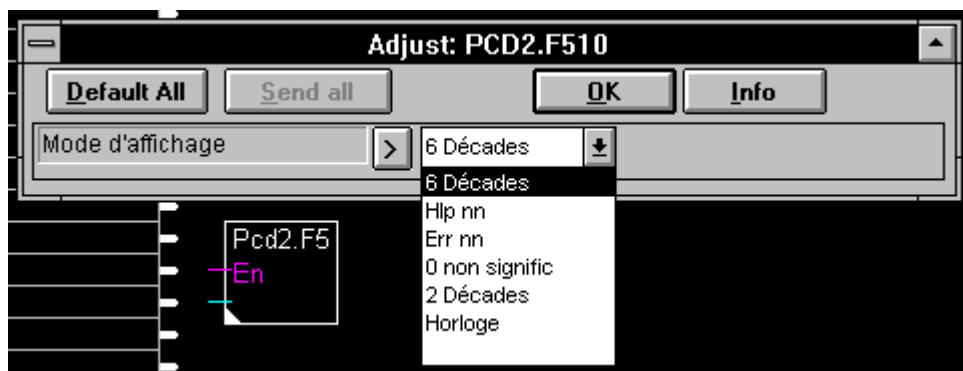 Adjust: PCD2.F510
Default All Send all OK Info
Mode d'affichage > 6 Décades
6 Décades
Hlp nn
Err nn
0 non signific
2 Décades
Horloge
Pcd2.F5
En